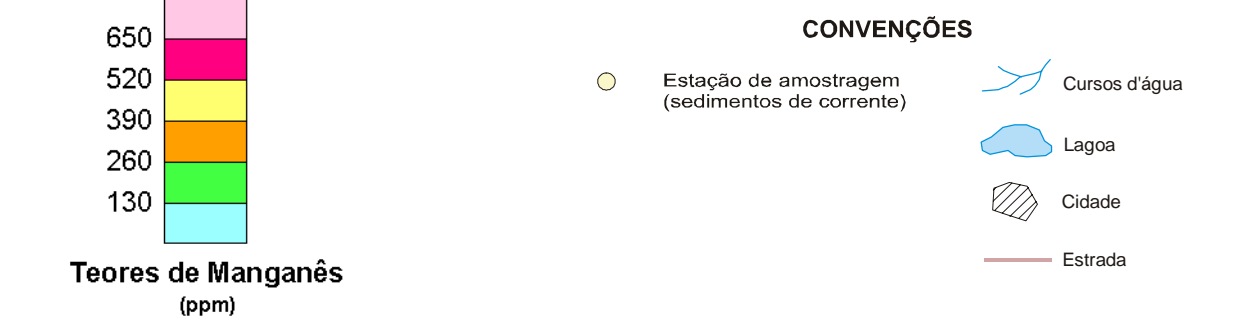 650
520
390
260
130
Teores de Manganês
(ppm)
CONVENÇÕES
Estação de amostragem
(sedimentos de corrente)
Cursos d'água
Lagoa
Cidade
Estrada